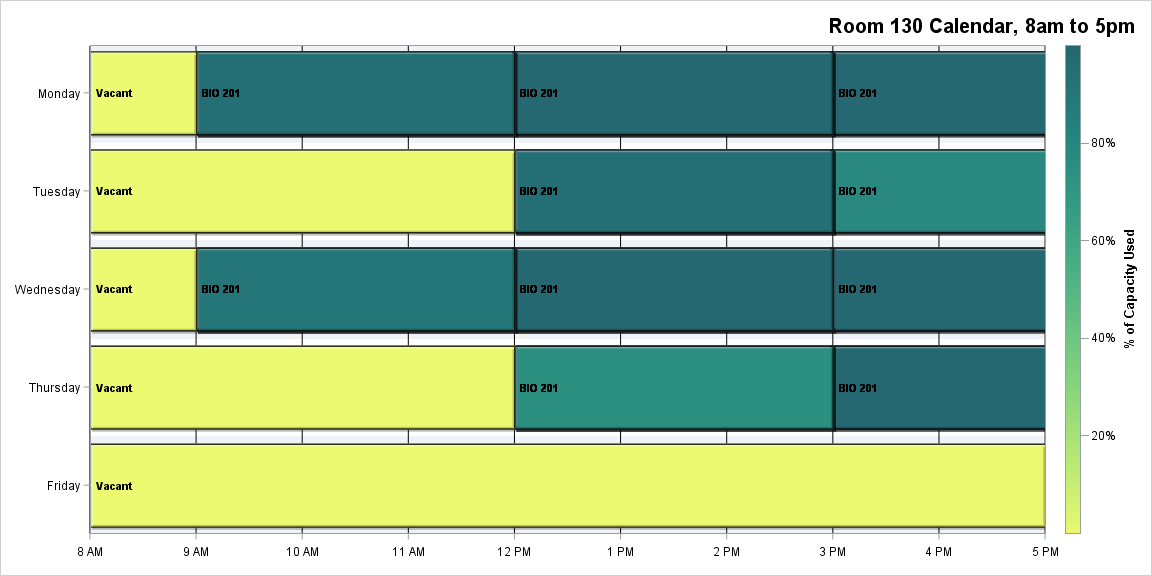 Room 130 Calendar, 8am to 5pm
Monday Vacant BIO 201 BIO 201 BIO 201
Tuesday Vacant BIO 201 BIO 201
Wednesday Vacant BIO 201 BIO 201 BIO 201
Thursday Vacant BIO 201 BIO 201
Friday Vacant
8 AM 9 AM 10 AM 11 AM 12 PM 1 PM 2 PM 3 PM 4 PM 5 PM
80%
60%
40%
20%
% of Capacity Used